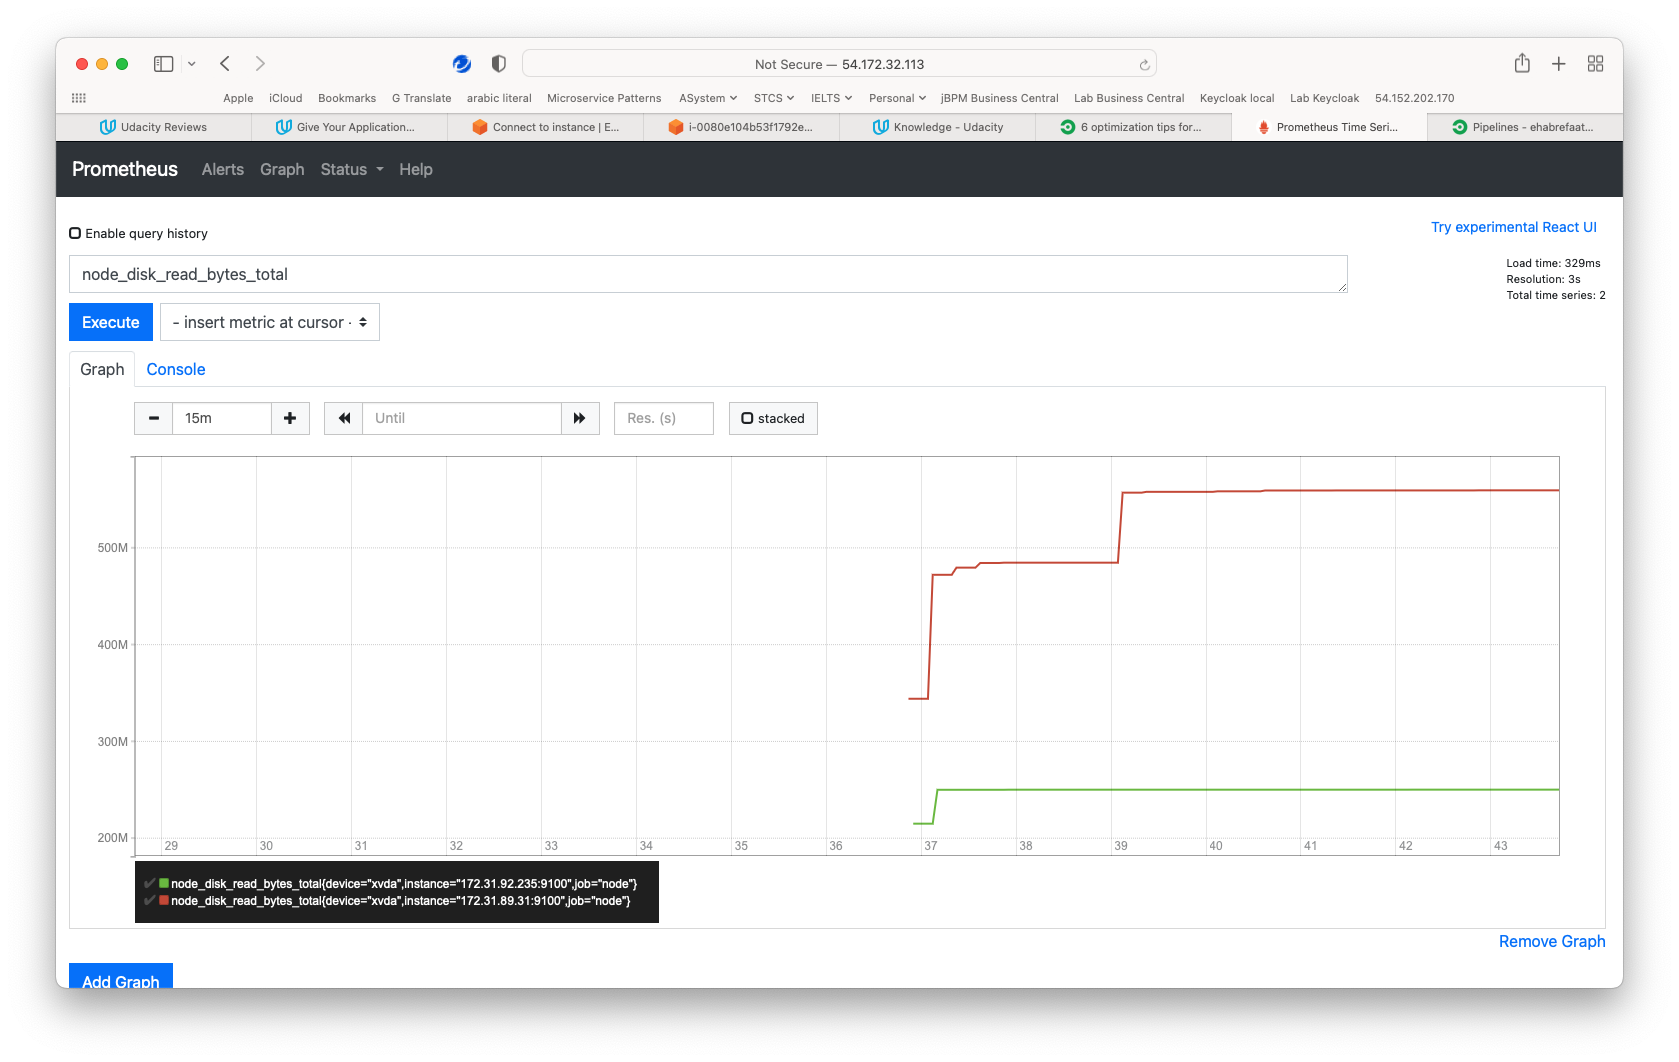 Not Secure — 54.172.32.113
Apple iCloud Bookmarks G Translate arabic literal Microservice Patterns ASystem STCS IELTS Personal jBPM Business Central Lab Business Central Keycloak local Lab Keycloak 54.152.202.170
Udacity Reviews Give Your Application... Connect to instance | E... i-0080e104b53f1792e... Knowledge - Udacity 6 optimization tips for... Prometheus Time Seri... Pipelines - ehabrefaat...
Prometheus Alerts Graph Status Help
Try experimental React UI
Enable query history
node_disk_read_bytes_total
Load time: 329ms
Resolution: 3s
Total time series: 2
Execute - insert metric at cursor -
Graph Console
15m Until Res. (s) stacked
500M
400M
300M
200M
29 30 31 32 33 34 35 36 37 38 39 40 41 42 43
node_disk_read_bytes_total{device="xvda",instance="172.31.92.235:9100",job="node"}
node_disk_read_bytes_total{device="xvda",instance="172.31.89.31:9100",job="node"}
Remove Graph
Add Graph